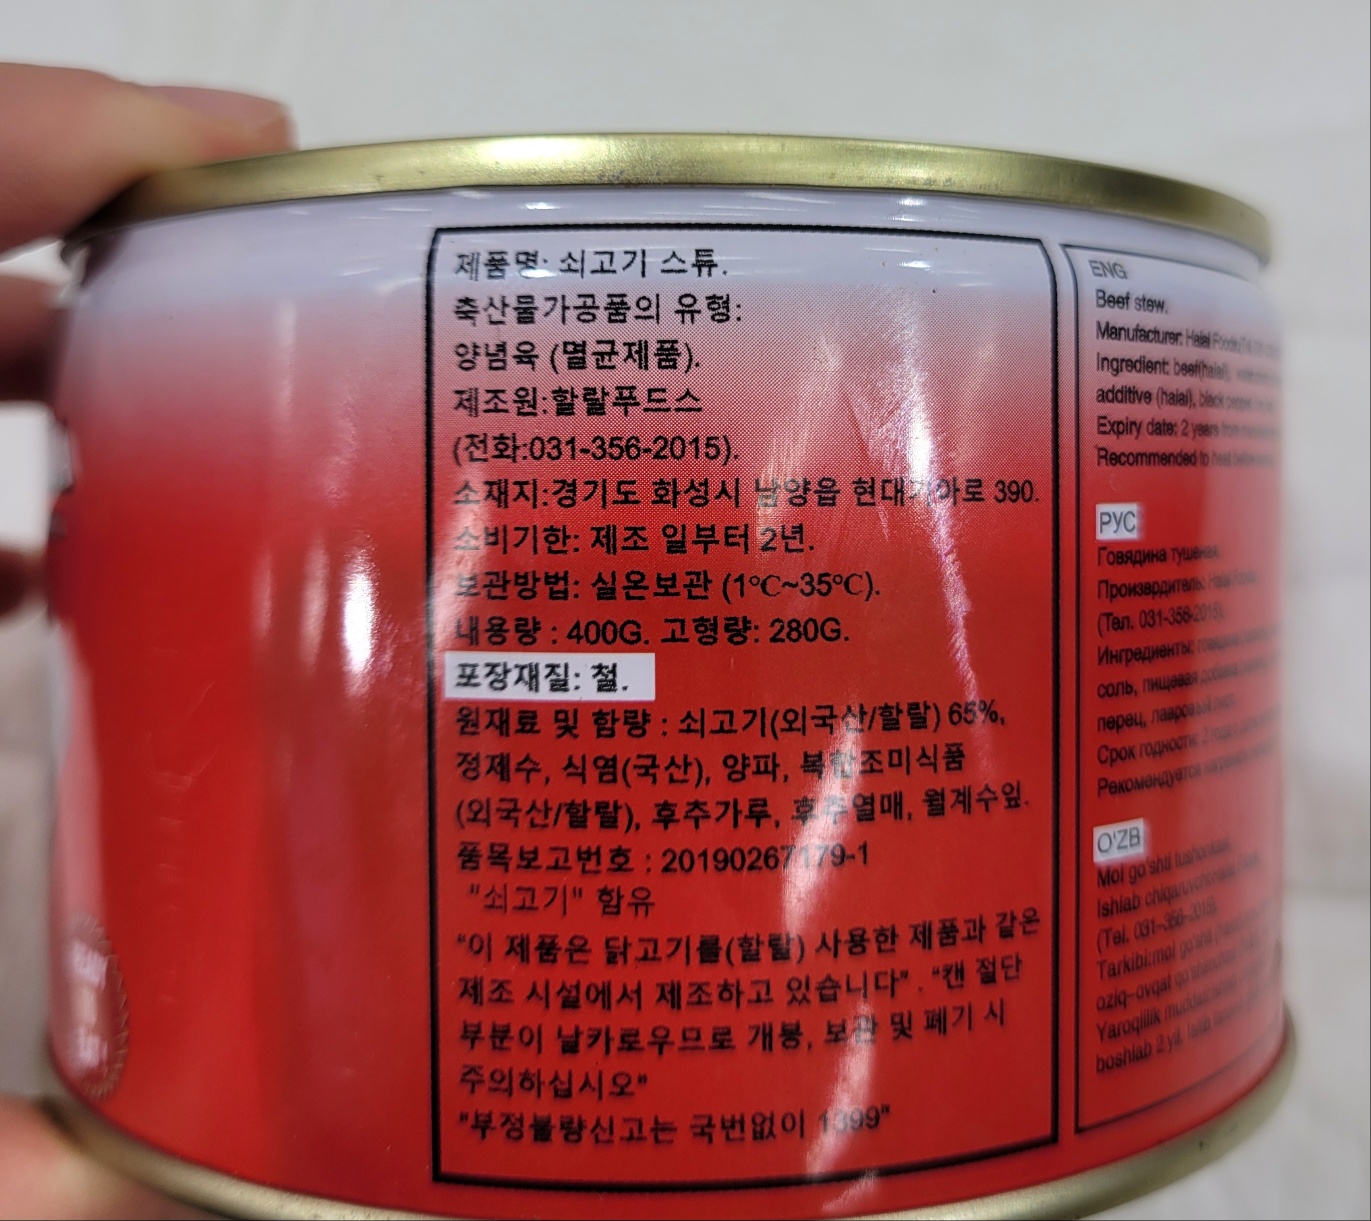 제품명: 쇠고기 스튜.
축산물가공품의 유형:
양념육 (멸균제품).
제조원:할랄푸드스
(전화:031-356-2015).
소재지:경기도 화성시 남양읍 현대기아로 390.
소비기한: 제조 일부터 2년.
보관방법: 실온보관 (1℃~35℃).
내용량 : 400G. 고형량: 280G.
포장재질: 철.
원재료 및 함량 : 쇠고기(외국산/할랄) 65%,
정제수, 식염(국산), 양파, 복합조미식품
(외국산/할랄), 후추가루, 후추열매, 월계수잎.
품목보고번호 : 20190267179-1
"쇠고기" 함유
"이 제품은 닭고기를(할랄) 사용한 제품과 같은
제조 시설에서 제조하고 있습니다". "캔 절단
부분이 날카로우므로 개봉, 보관 및 폐기 시
주의하십시오"
"부정불량신고는 국번없이 1399"
ENG
Beef stew.
Manufacturer: Halal
Ingredient: beef(halal),
additive (halal), black
Expiry date: 2 years from
Recommended to heat before
РУС
Говядина тушеная.
Производитель:
(Тел. 031-356-2015).
Ингредиенты: говядина
соль, пищевая добавка
перец, лавровый лист.
Срок годности: 2 года
Рекомендуется
O'ZB
Mol go'shti tushonkasi.
Ishlab chiqaruvchi:
(Tel. 031-356-2015).
Tarkibi:mol go'shti
oziq-ovqat qo'shimchasi
Yaroqlilik muddati
boshlab 2 yil.